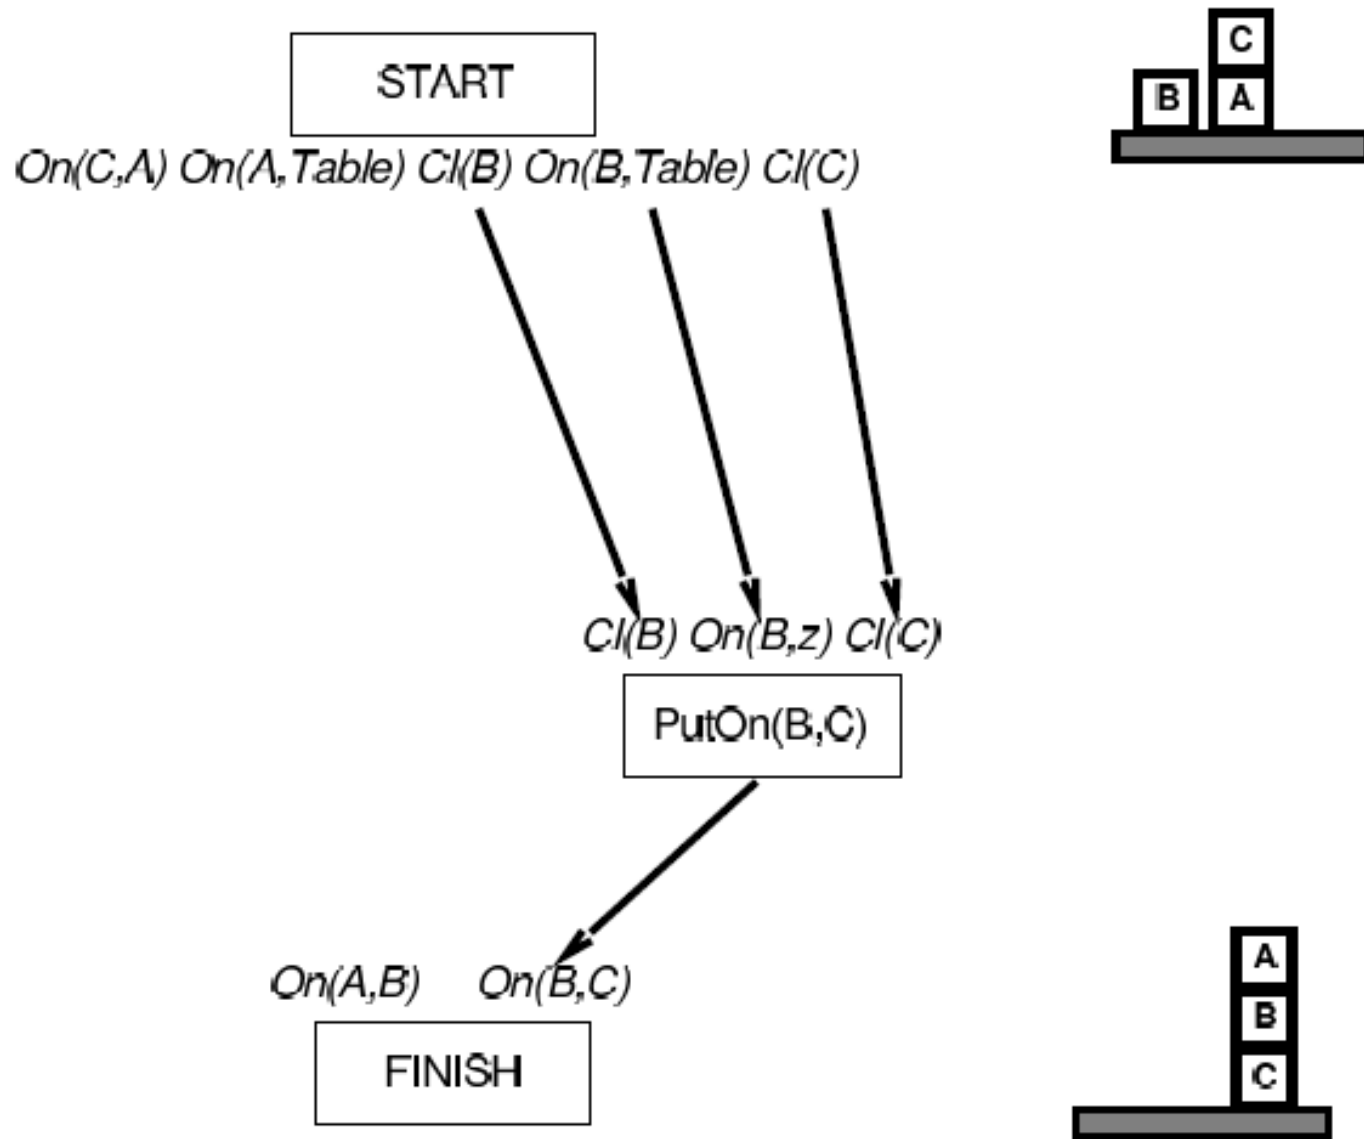 START
C
B A
On(C,A) On(A,Table) Cl(B) On(B,Table) Cl(C)
Cl(B) On(B,z) Cl(C)
PutOn(B,C)
On(A,B) On(B,C)
FINISH
A
B
C